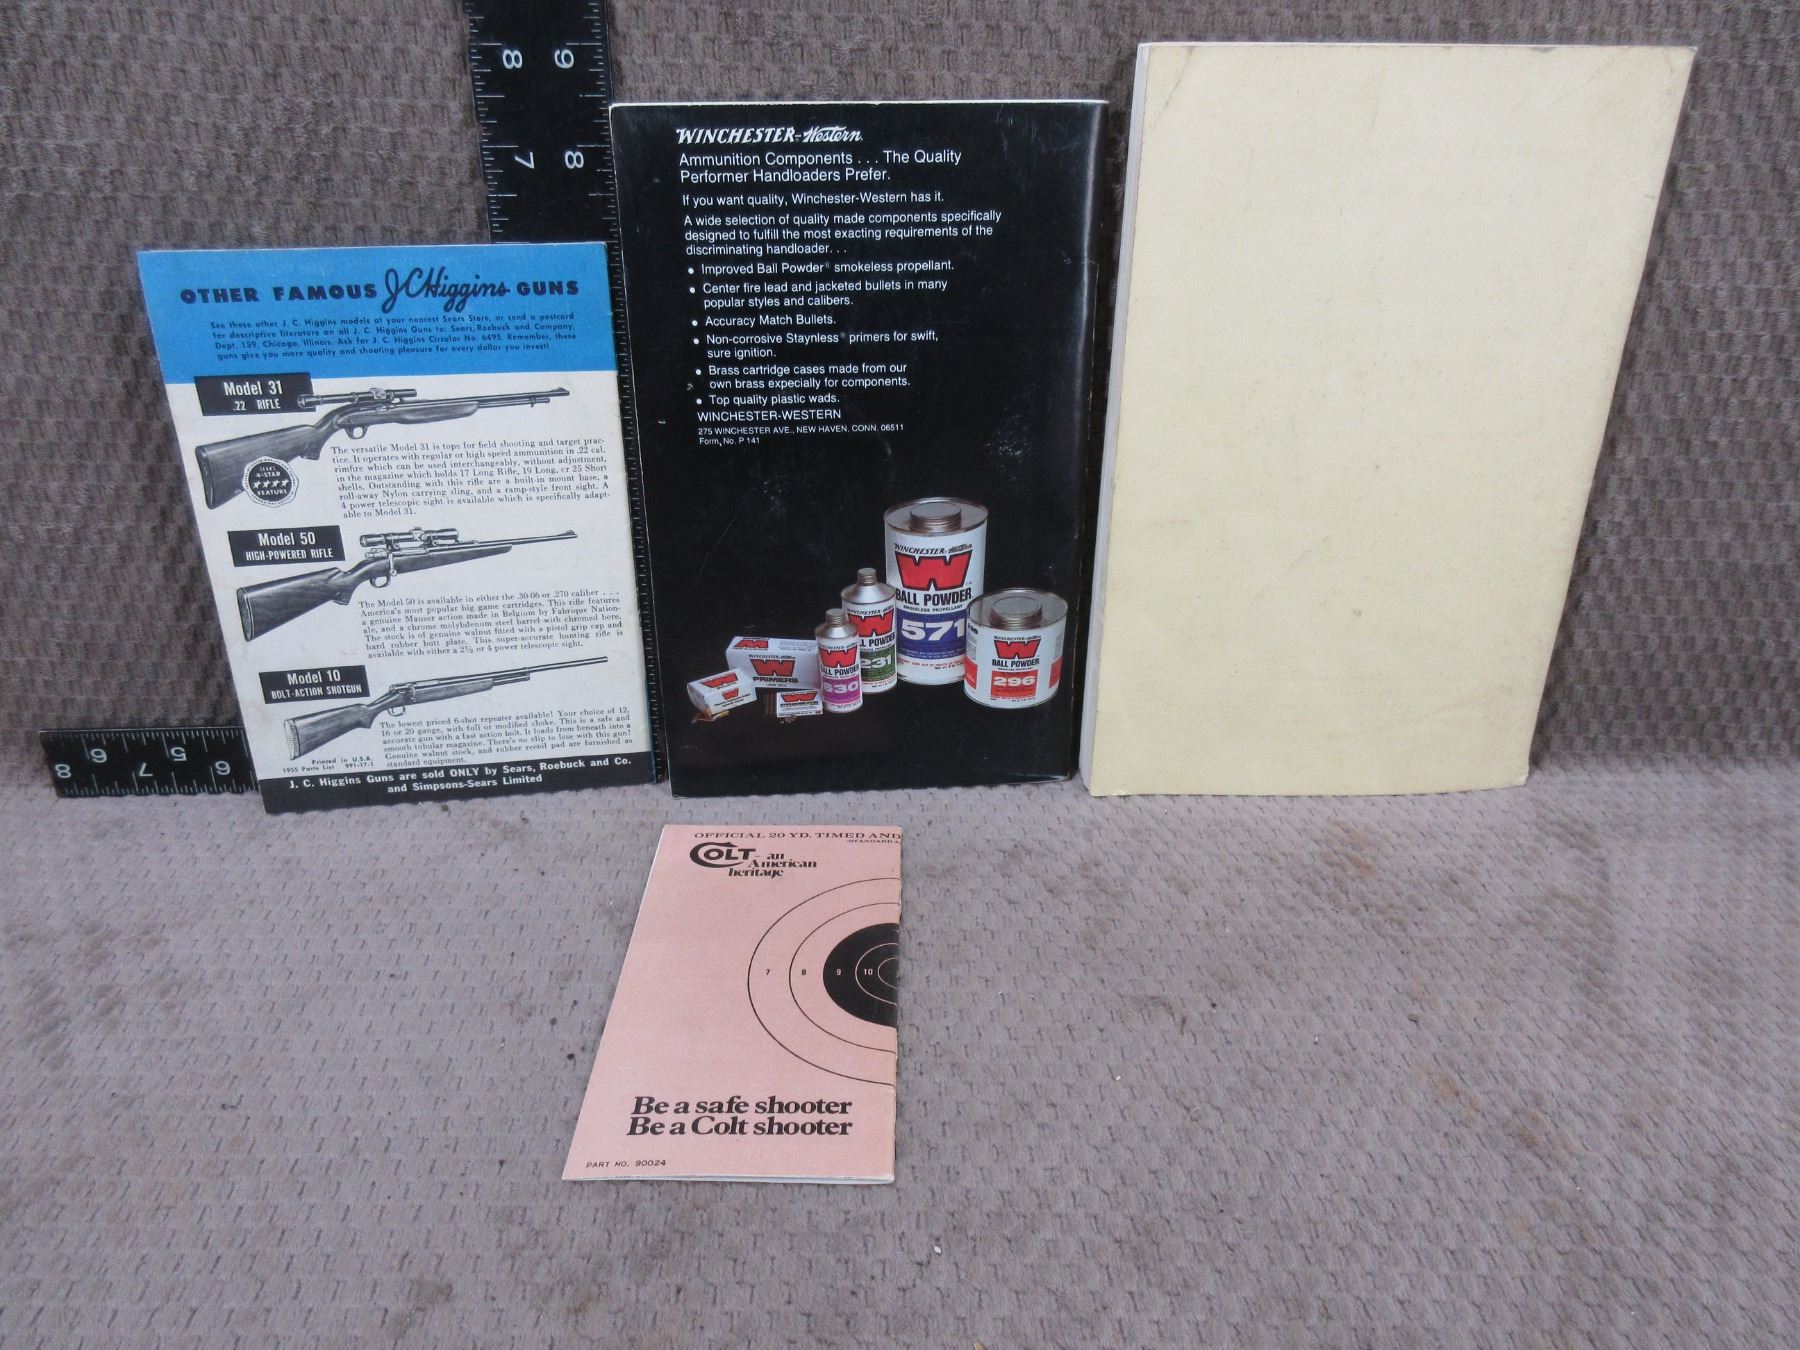 OTHER FAMOUS J.C. Higgins GUNS
See these other J. C. Higgins models at your nearest Sears Store, or send a postcard
for descriptive literature on all J. C. Higgins Guns to: Sears, Roebuck and Company,
Dept. 139, Chicago, Illinois. Ask for J. C. Higgins Circular No. 6495. Remember, these
guns give you more quality and shooting pleasure for every dollar you invest!
Model 31
.22 RIFLE
The versatile Model 31 is tops for field shooting and target prac-
tice. It operates with regular or high speed ammunition in .22 cal.
rimfire which can be used interchangeably, without adjustment,
in the magazine which holds 17 Long Rifle, 19 Long, or 25 Short
shells. Outstanding with this rifle are a built-in mount base, a
roll-away Nylon carrying sling, and a ramp-style front sight. A
4 power telescopic sight is available which is specifically adapt-
able to Model 31.
SEARS
4-STAR
FEATURE
Model 50
HIGH-POWERED RIFLE
The Model 50 is available in either the .30-06 or .270 caliber . . .
America's most popular big game cartridges. This rifle features
a genuine Mauser action made in Belgium by Fabrique Nation-
ale, and a chrome molybdenum steel barrel with chromed bore.
The stock is of genuine walnut fitted with a pistol grip cap and
hard rubber butt plate. This super-accurate hunting rifle is
available with either a 2½ or 4 power telescopic sight.
Model 10
BOLT-ACTION SHOTGUN
The lowest priced 6-shot repeater available! Your choice of 12,
16 or 20 gauge, with full or modified choke. This is a safe and
accurate gun with a fast action bolt. It loads from beneath into a
smooth tubular magazine. There's no clip to lose with this gun!
Genuine walnut stock, and rubber recoil pad are furnished as
standard equipment.
Printed in U.S.A.
1955 Parts List 991-17-1
J. C. Higgins Guns are sold ONLY by Sears, Roebuck and Co.
and Simpsons-Sears Limited
WINCHESTER-Western
Ammunition Components . . . The Quality
Performer Handloaders Prefer.
If you want quality, Winchester-Western has it.
A wide selection of quality made components specifically
designed to fulfill the most exacting requirements of the
discriminating handloader. . .
• Improved Ball Powder® smokeless propellant.
• Center fire lead and jacketed bullets in many
popular styles and calibers.
• Accuracy Match Bullets.
• Non-corrosive Staynless® primers for swift,
sure ignition.
• Brass cartridge cases made from our
own brass expecially for components.
• Top quality plastic wads.
WINCHESTER-WESTERN
275 WINCHESTER AVE., NEW HAVEN, CONN. 06511
Form, No. P 141
WINCHESTER-Western
W
BALL POWDER
SMOKELESS PROPELLANT
571
WINCHESTER-Western
W
BALL POWDER
296
W
231
W
630
WINCHESTER-Western
W
PRIMERS
PRIMERS
OFFICIAL 20 YD. TIMED AND
COLT - an
American
heritage
7 8 9 10
Be a safe shooter
Be a Colt shooter
PART NO. 90024
8 9
7 8
8 7 6 5 6